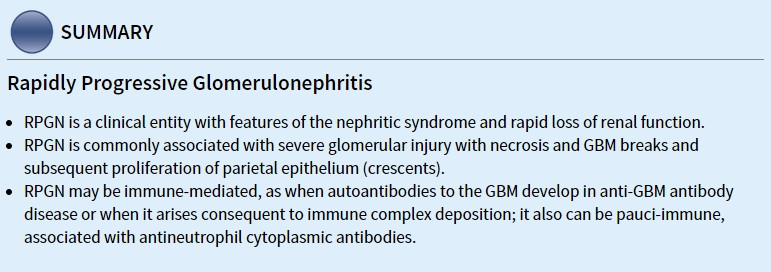 SUMMARY
Rapidly Progressive Glomerulonephritis
• RPGN is a clinical entity with features of the nephritic syndrome and rapid loss of renal function.
• RPGN is commonly associated with severe glomerular injury with necrosis and GBM breaks and
subsequent proliferation of parietal epithelium (crescents).
• RPGN may be immune-mediated, as when autoantibodies to the GBM develop in anti-GBM antibody
disease or when it arises consequent to immune complex deposition; it also can be pauci-immune,
associated with antineutrophil cytoplasmic antibodies.